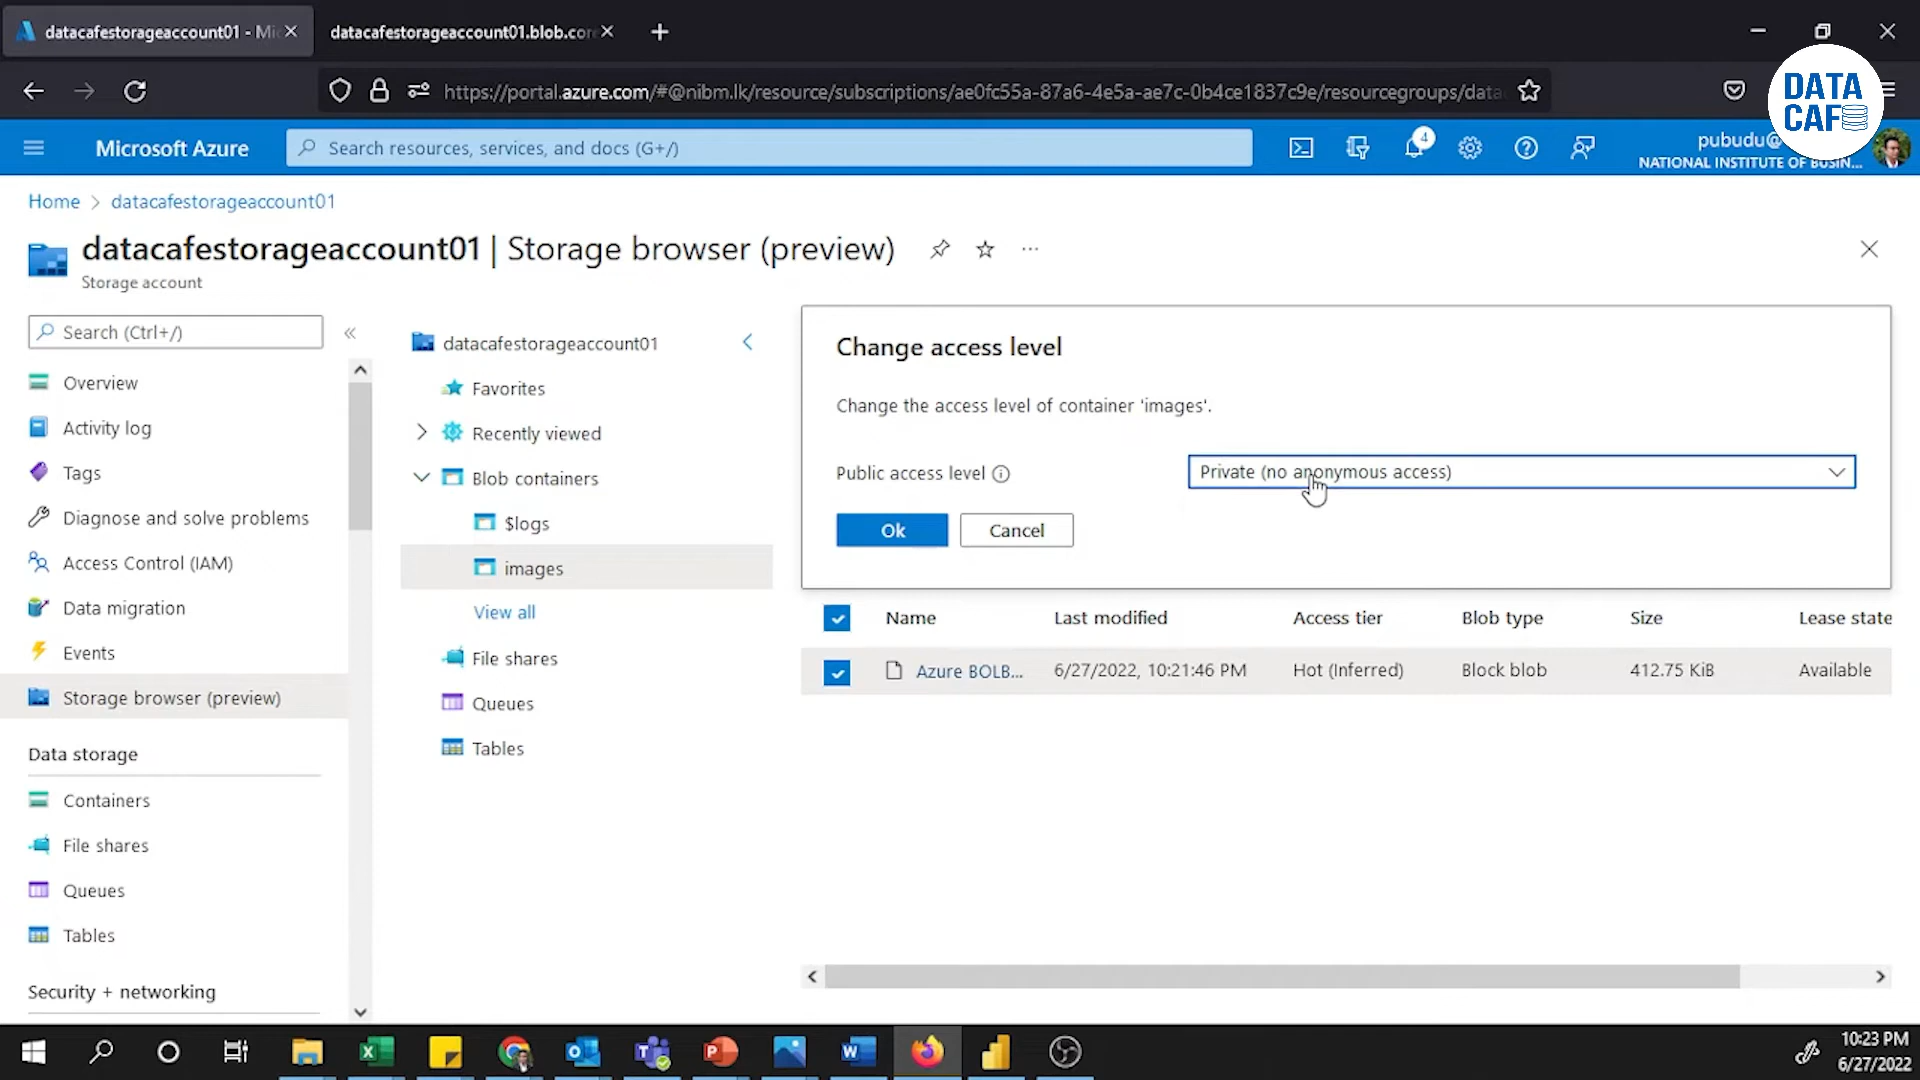 datacafestorageaccount01 - Mi
datacafestorageaccount01.blob.cor
https://portal.azure.com/#@nibm.lk/resource/subscriptions/ae0fc55a-87a6-4e5a-ae7c-0b4ce1837c9e/resourcegroups/data
DATA
CAF
Microsoft Azure
Search resources, services, and docs (G+/)
4
pubudu@
NATIONAL INSTITUTE OF BUSIN...
Home > datacafestorageaccount01
datacafestorageaccount01 | Storage browser (preview)
...
Storage account
Search (Ctrl+/)
Overview
Activity log
Tags
Diagnose and solve problems
Access Control (IAM)
Data migration
Events
Storage browser (preview)
Data storage
Containers
File shares
Queues
Tables
Security + networking
datacafestorageaccount01
Favorites
Recently viewed
Blob containers
$logs
images
View all
File shares
Queues
Tables
Change access level
Change the access level of container 'images'.
Public access level
Private (no anonymous access)
Ok
Cancel
Name Last modified Access tier Blob type Size Lease state
Azure BOLB... 6/27/2022, 10:21:46 PM Hot (Inferred) Block blob 412.75 KiB Available
10:23 PM
6/27/2022